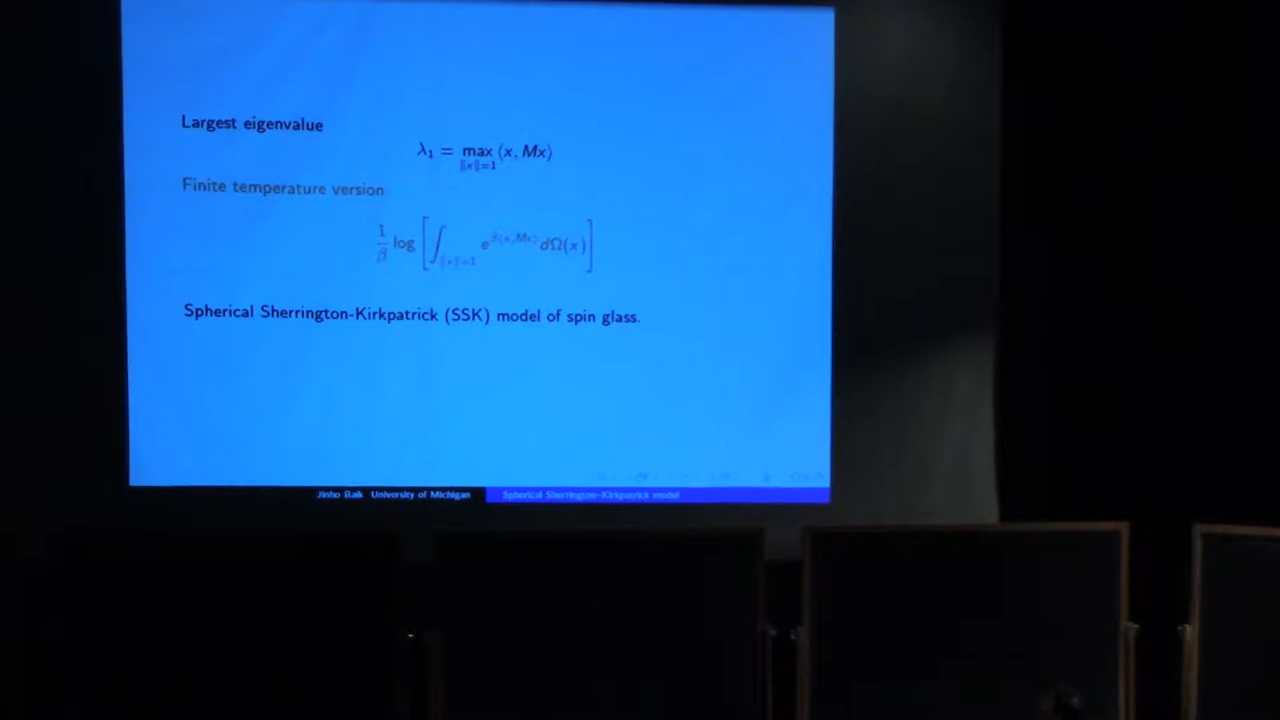 Largest eigenvalue
λ₁ = max ⟨x, Mx⟩
‖x‖=1
Finite temperature version
1/β log [ ∫_{‖x‖=1} e^{β⟨x,Mx⟩} dΩ(x) ]
Spherical Sherrington-Kirkpatrick (SSK) model of spin glass.
Jinho Baik University of Michigan
Spherical Sherrington-Kirkpatrick model